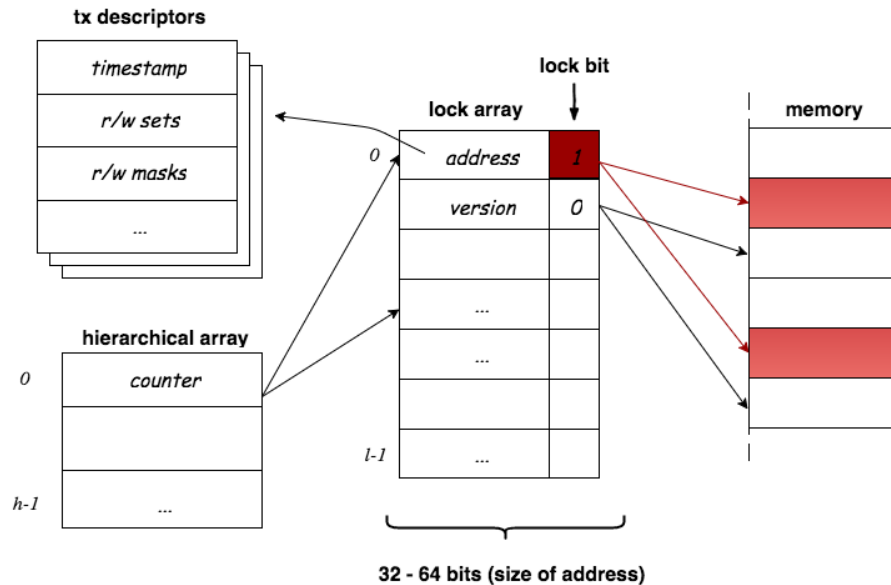 tx descriptors
timestamp
r/w sets
r/w masks
...
lock bit
lock array
0
address
1
version
0
...
...
l-1
...
memory
hierarchical array
0
counter
h-1
...
32 - 64 bits (size of address)